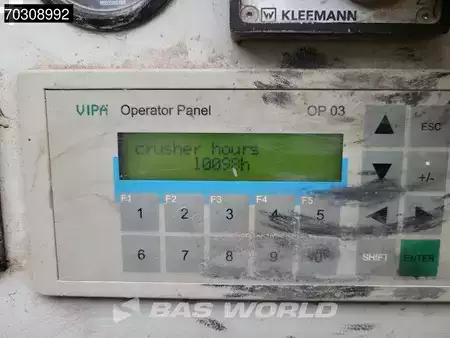 70308992
KLEEMANN
VIPA Operator Panel OP 03
crusher hours
10098h
ESC
+/-
F1 F2 F3 F4 F5
1 2 3 4 5
6 7 8 9
SHIFT ENTER
BAS WORLD